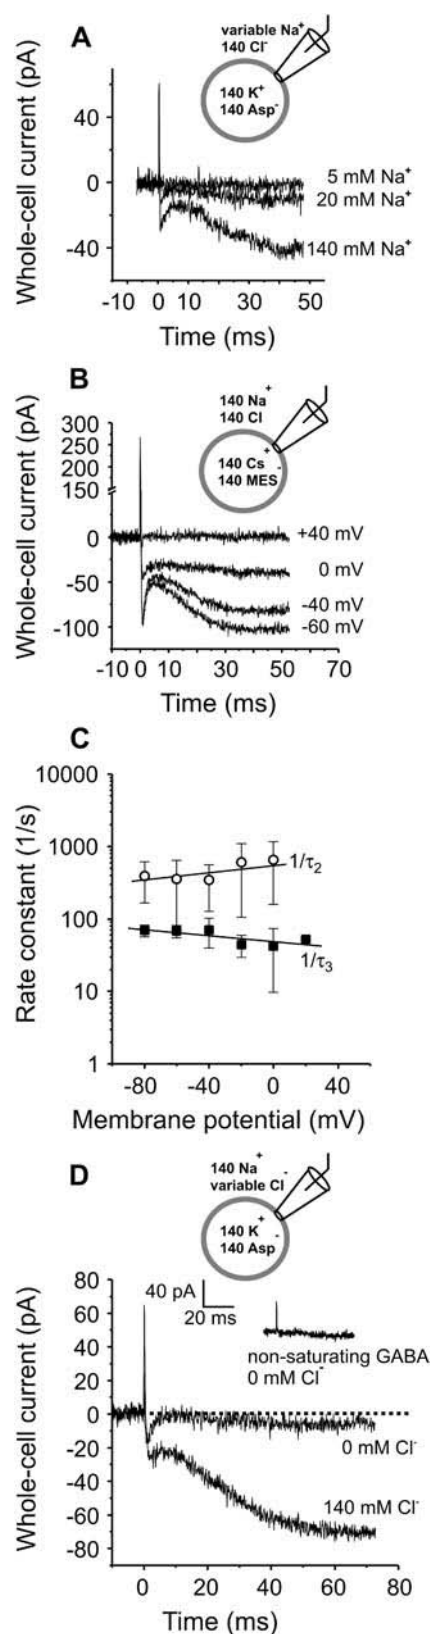 A
variable Na+
140 Cl-
140 K+
140 Asp-
Whole-cell current (pA)
40
0
-40
5 mM Na+
20 mM Na+
140 mM Na+
-10 0 10 20 30 40 50
Time (ms)
B
140 Na+
140 Cl
140 Cs+
140 MES-
Whole-cell current (pA)
300
250
200
150
0
-50
-100
+40 mV
0 mV
-40 mV
-60 mV
-10 0 10 30 50 70
Time (ms)
C
Rate constant (1/s)
10000
1000
100
10
1
1/τ2
1/τ3
-80 -40 0 40
Membrane potential (mV)
D
140 Na+
variable Cl-
140 K+
140 Asp-
Whole-cell current (pA)
80
60
40
20
0
-20
-40
-60
-80
40 pA
20 ms
non-saturating GABA
0 mM Cl-
0 mM Cl-
140 mM Cl-
0 20 40 60 80
Time (ms)